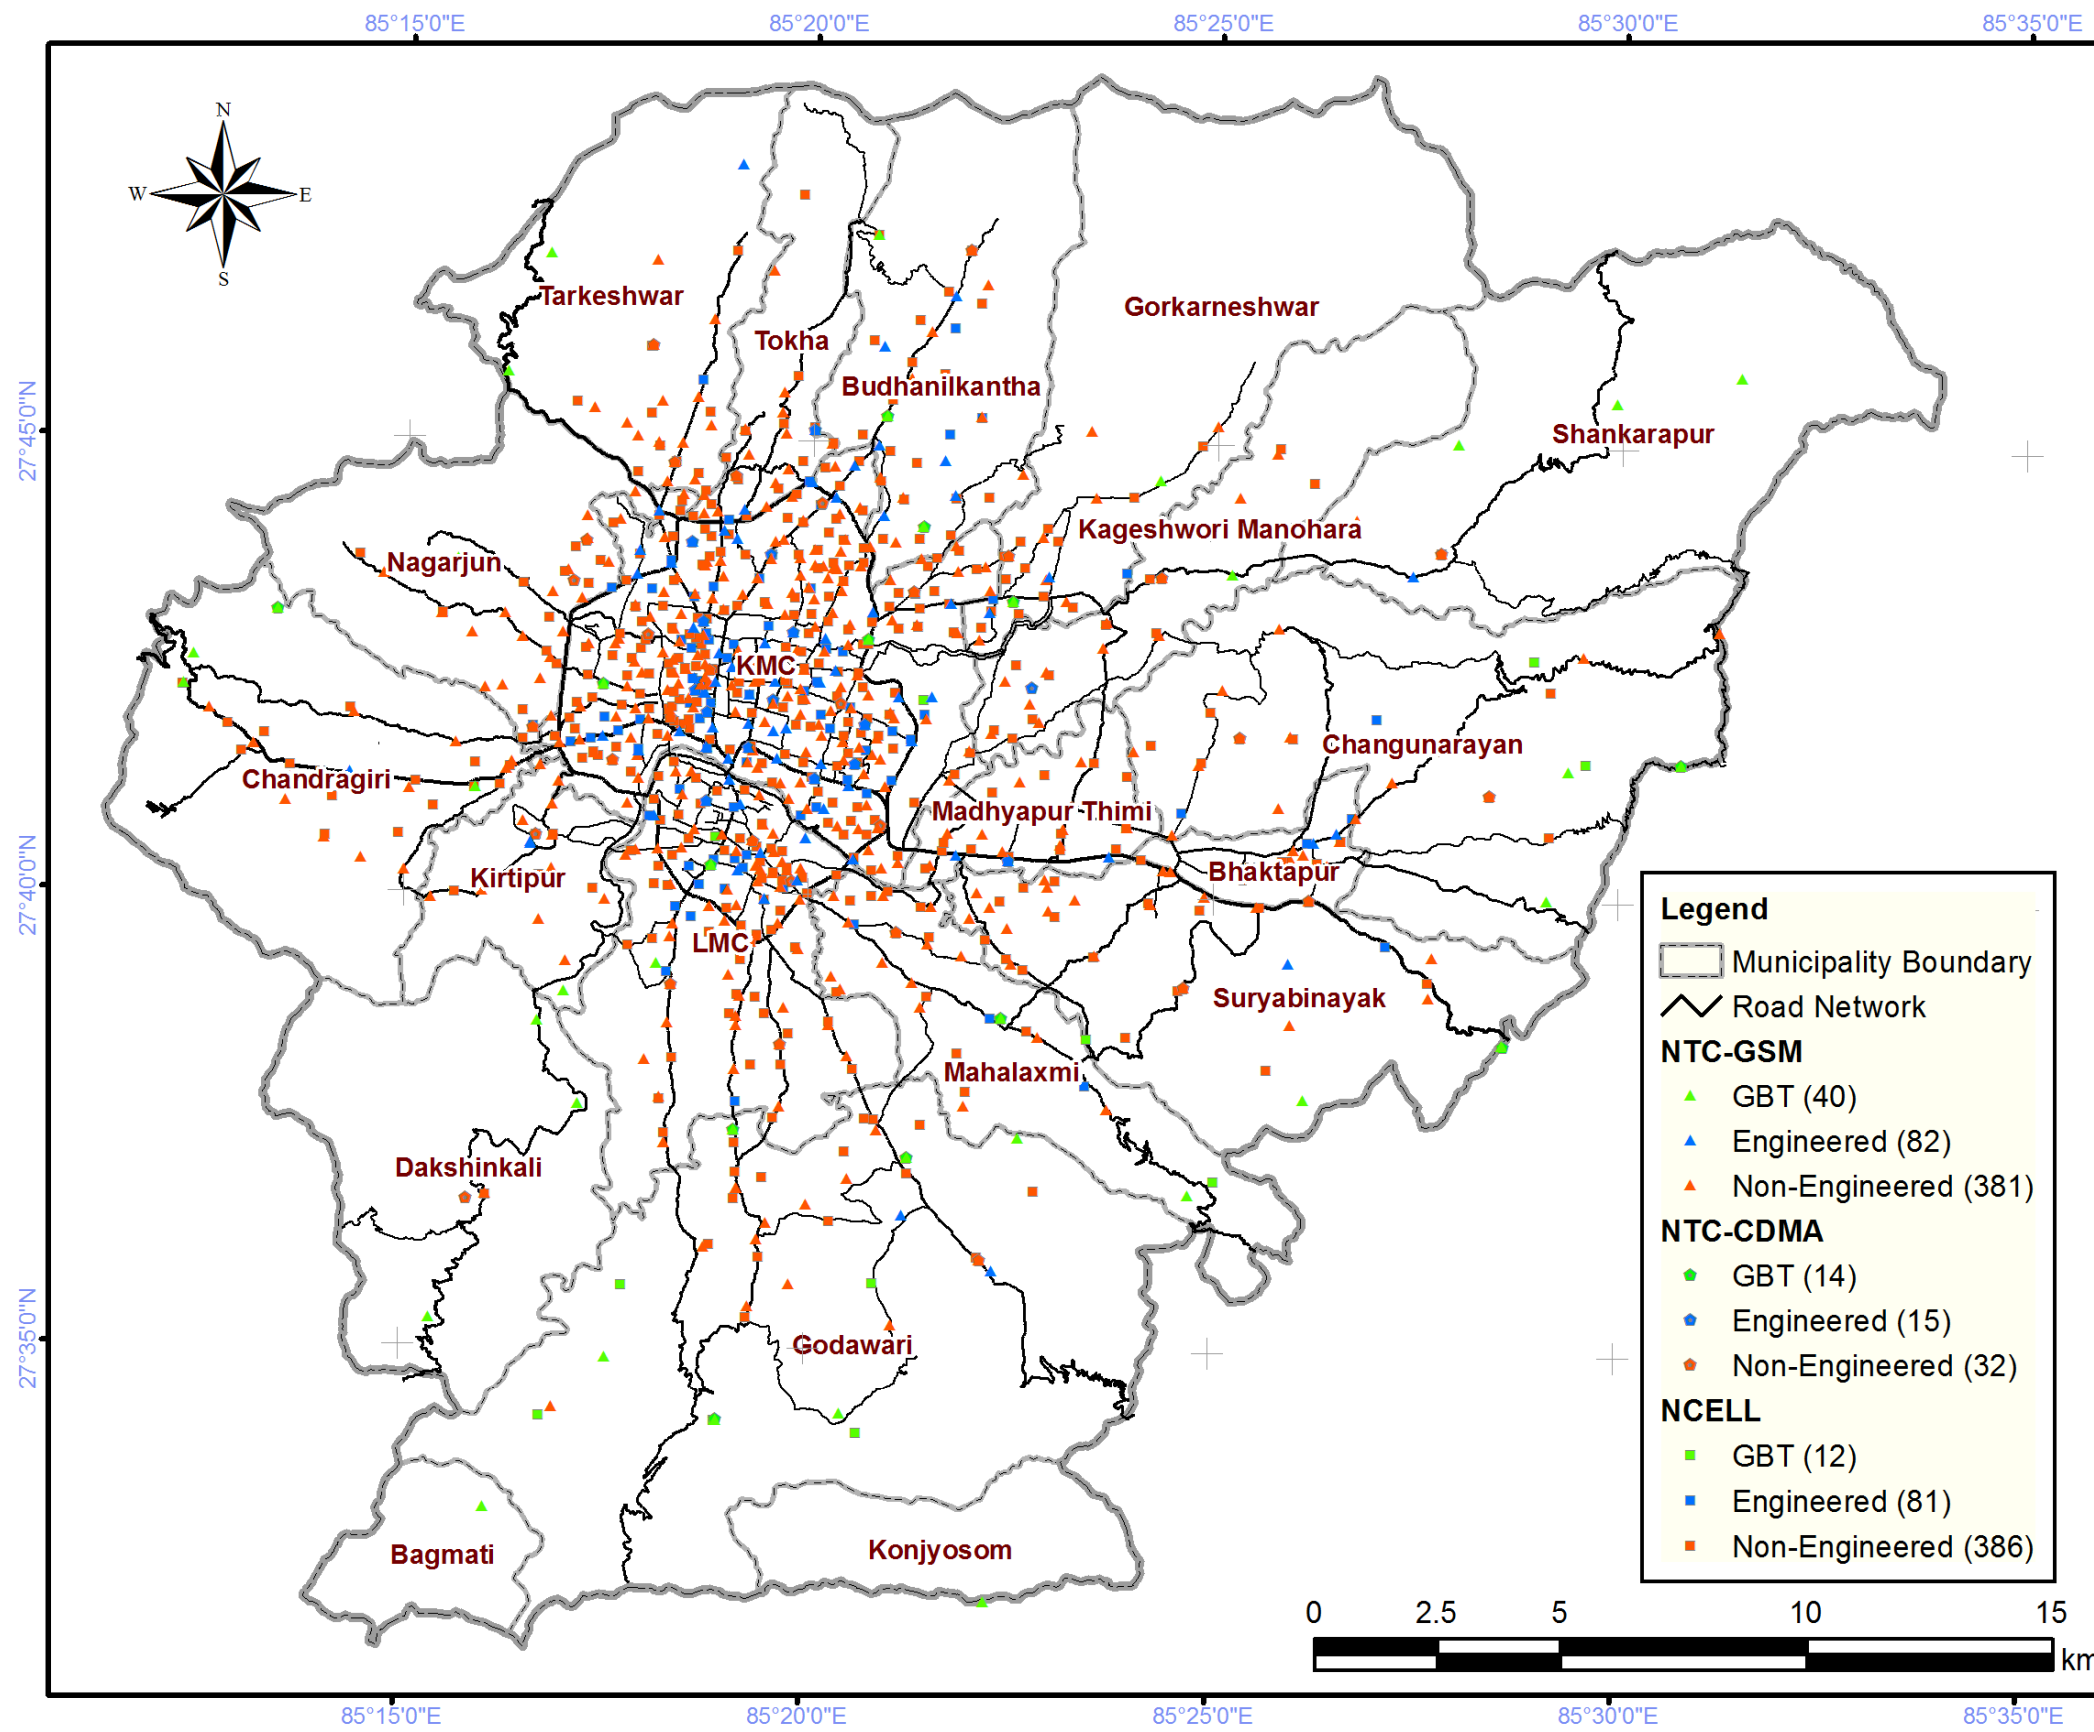 85°15'0"E 85°20'0"E 85°25'0"E 85°30'0"E 85°35'0"E
N
W E
S
27°45'0"N
27°40'0"N
27°35'0"N
Tarkeshwar
Gorkarneshwar
Tokha
Budhanilkantha
Shankarapur
Kageshwori Manohara
Nagarjun
KMC
Changunarayan
Chandragiri
Madhyapur Thimi
Bhaktapur
Kirtipur
LMC
Suryabinayak
Mahalaxmi
Dakshinkali
Godawari
Konjyosom
Bagmati
Legend
Municipality Boundary
Road Network
NTC-GSM
GBT (40)
Engineered (82)
Non-Engineered (381)
NTC-CDMA
GBT (14)
Engineered (15)
Non-Engineered (32)
NCELL
GBT (12)
Engineered (81)
Non-Engineered (386)
0 2.5 5 10 15
km
85°15'0"E 85°20'0"E 85°25'0"E 85°30'0"E 85°35'0"E